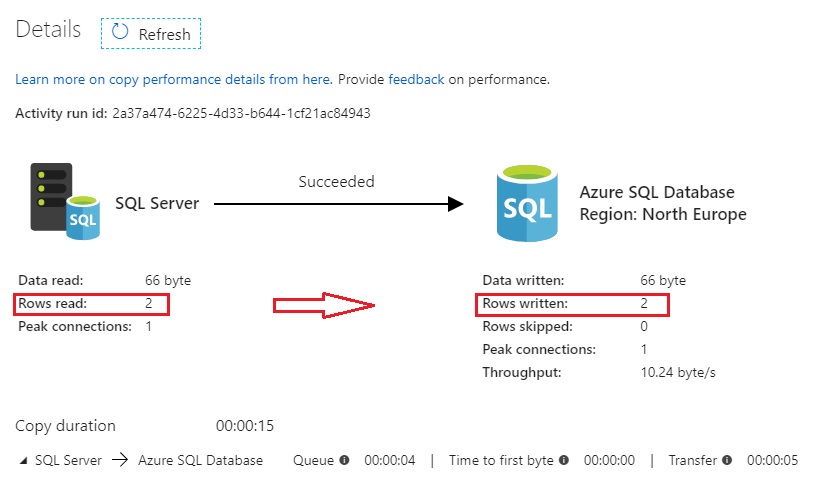 Details Refresh
Learn more on copy performance details from here. Provide feedback on performance.
Activity run id: 2a37a474-6225-4d33-b644-1cf21ac84943
Succeeded
SQL
SQL Server
SQL
Azure SQL Database
Region: North Europe
Data read: 66 byte
Rows read: 2
Peak connections: 1
Data written: 66 byte
Rows written: 2
Rows skipped: 0
Peak connections: 1
Throughput: 10.24 byte/s
Copy duration 00:00:15
SQL Server → Azure SQL Database Queue 00:00:04 | Time to first byte 00:00:00 | Transfer 00:00:05